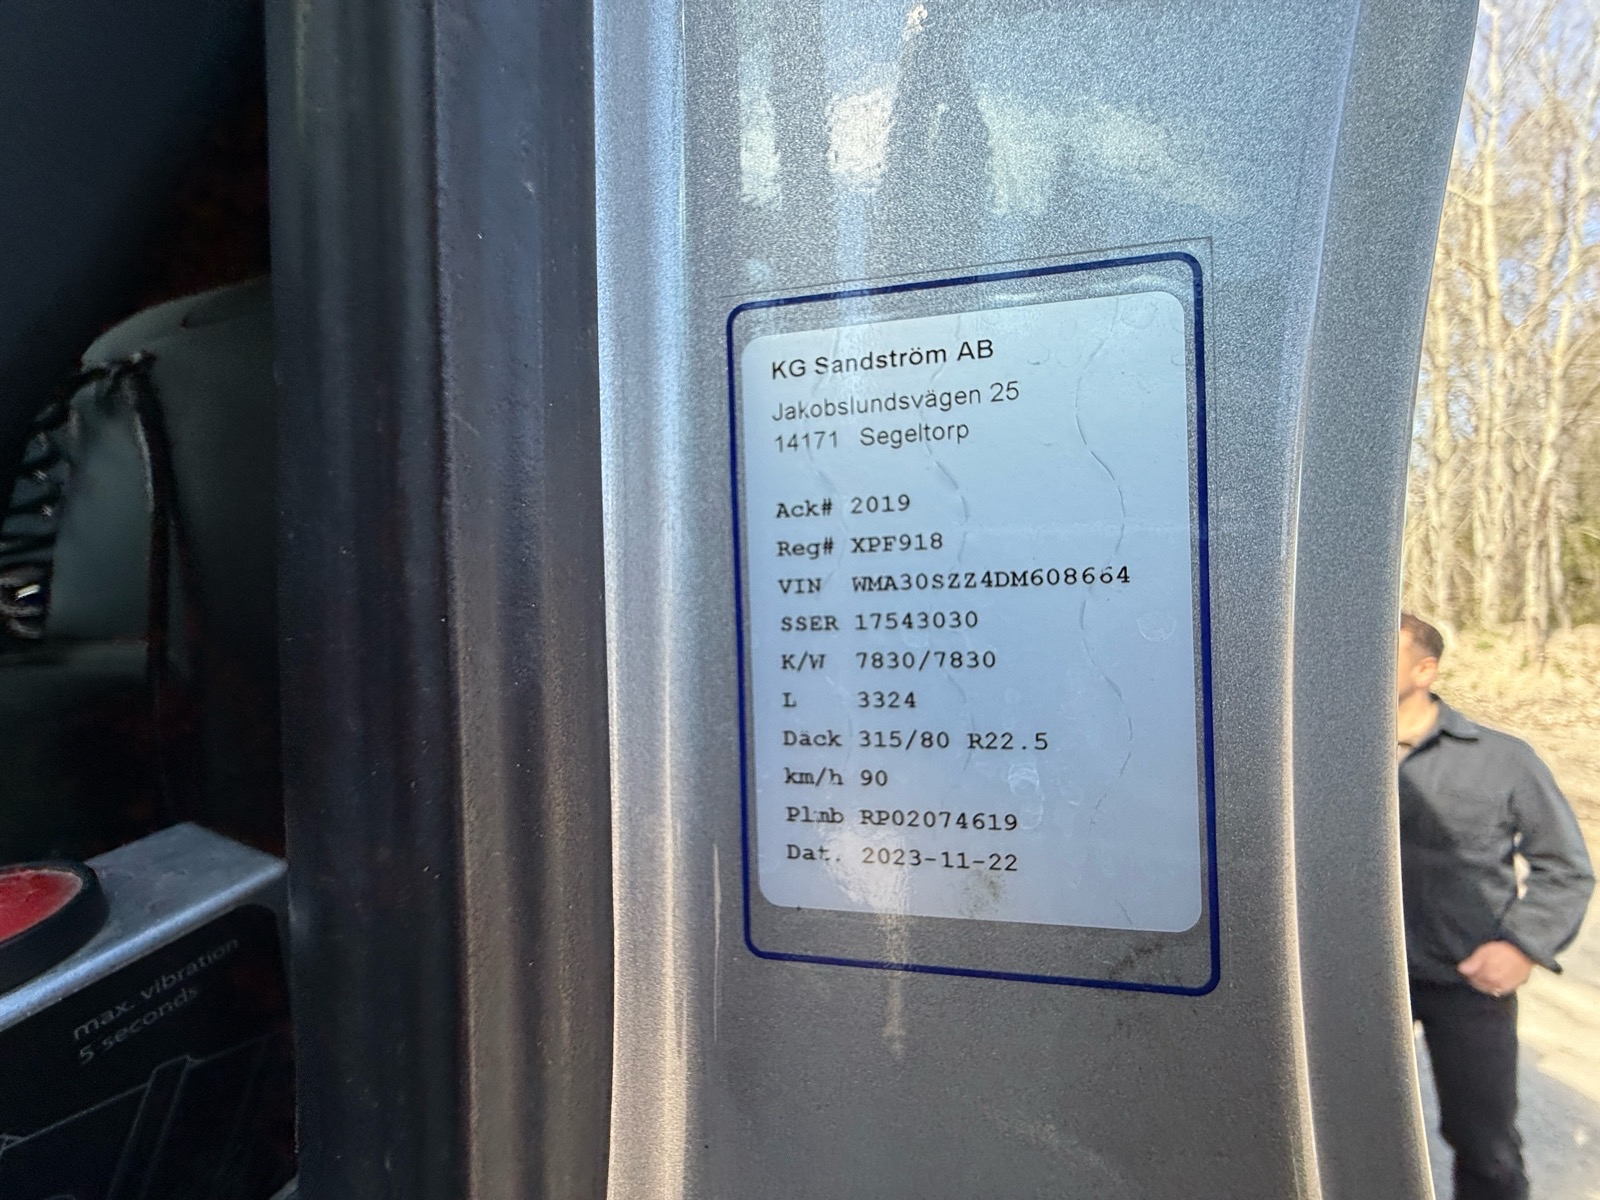 KG Sandström AB
Jakobslundsvägen 25
14171 Segeltorp
Ack# 2019
Reg# XPF918
VIN WMA30SZZ4DM608664
SSER 17543030
K/W 7830/7830
L 3324
Däck 315/80 R22.5
km/h 90
Plmb RP02074619
Dat. 2023-11-22
max. vibration
5 seconds